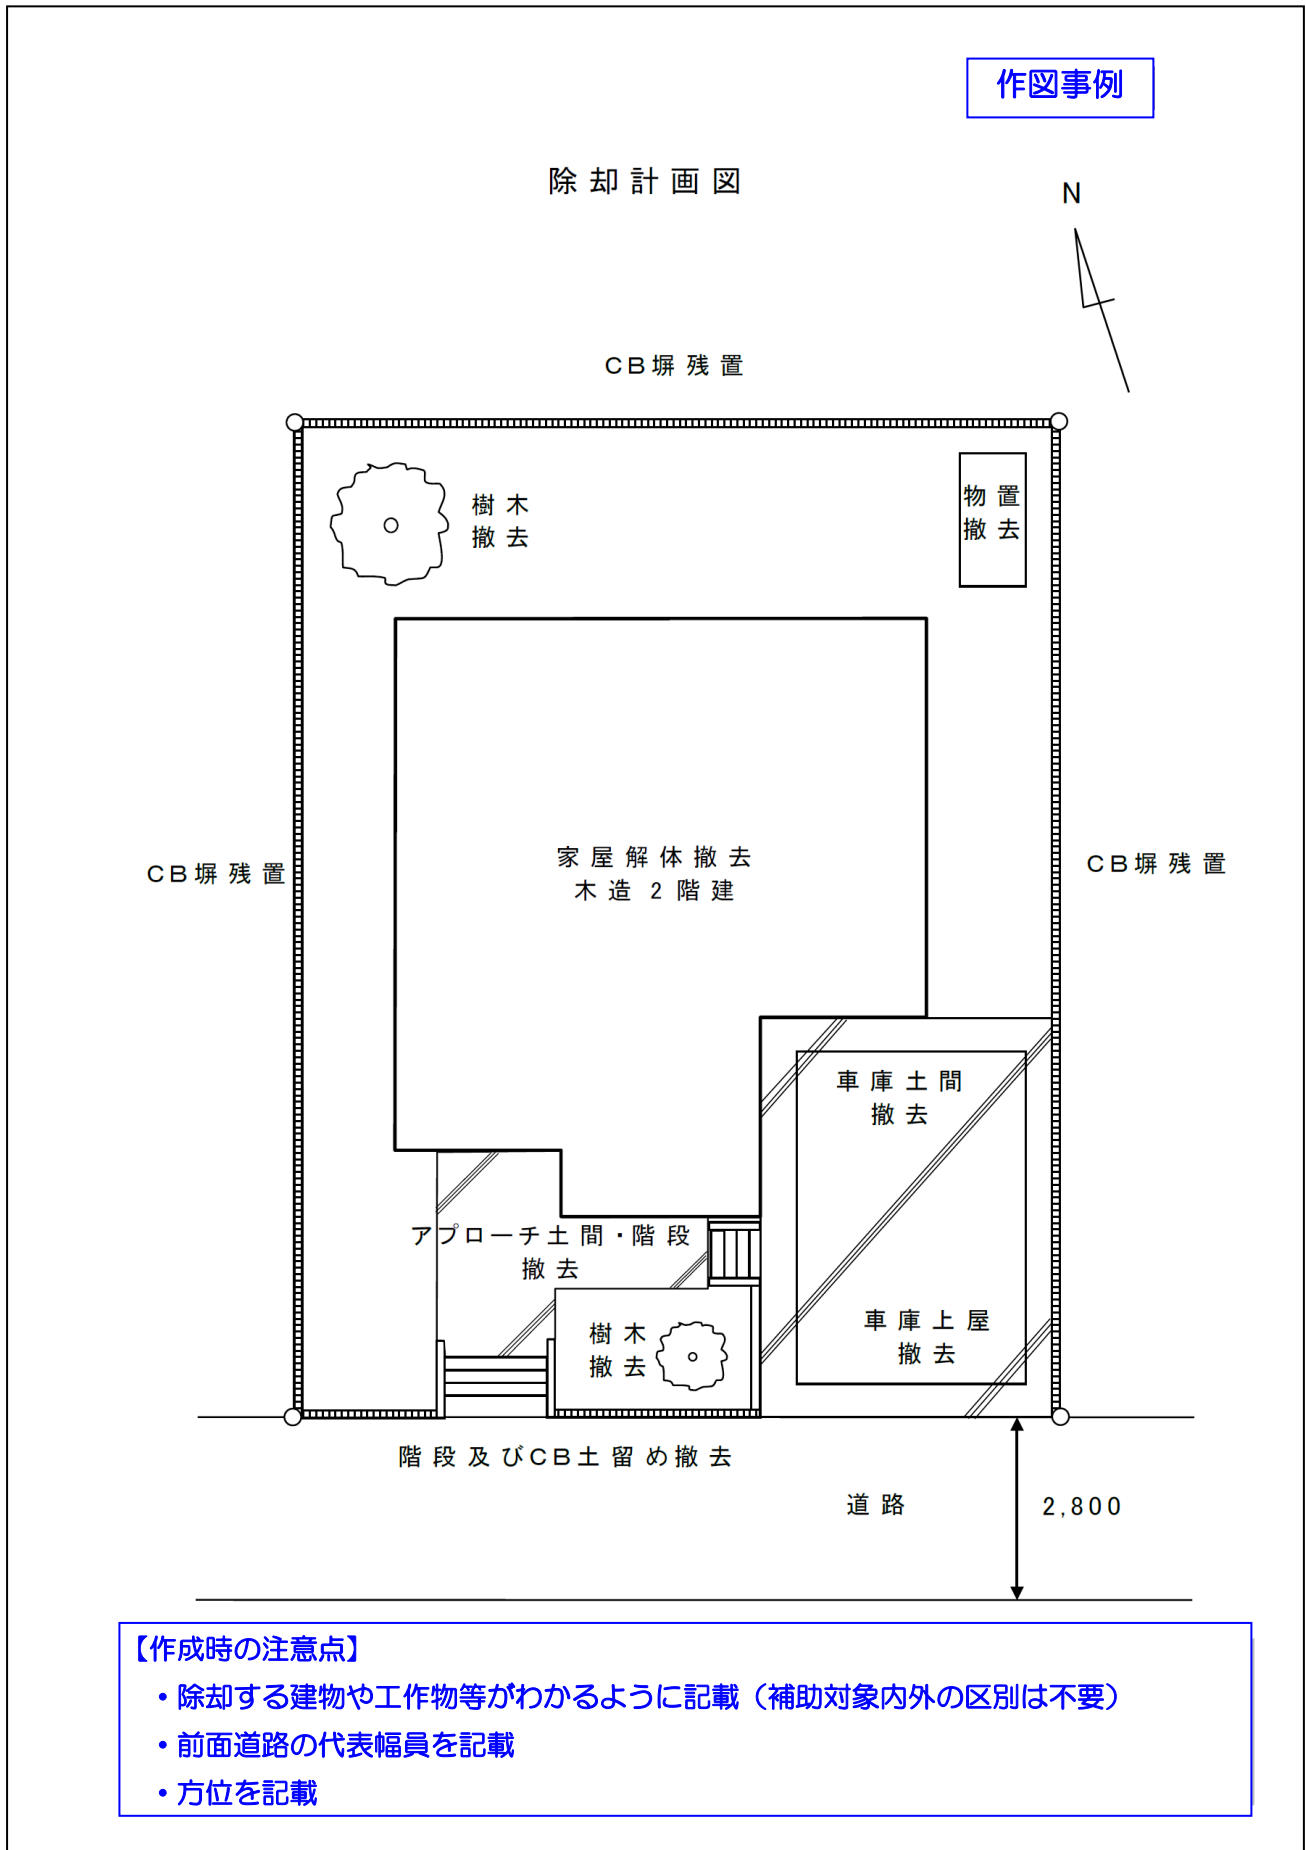 作図事例
除却計画図
N
CB塀残置
樹木
撤去
物置
撤去
家屋解体撤去
木造2階建
CB塀残置
CB塀残置
車庫土間
撤去
アプローチ土間・階段
撤去
樹木
撤去
車庫上屋
撤去
階段及びCB土留め撤去
道路
2,800
【作成時の注意点】
・除却する建物や工作物等がわかるように記載（補助対象内外の区別は不要）
・前面道路の代表幅員を記載
・方位を記載